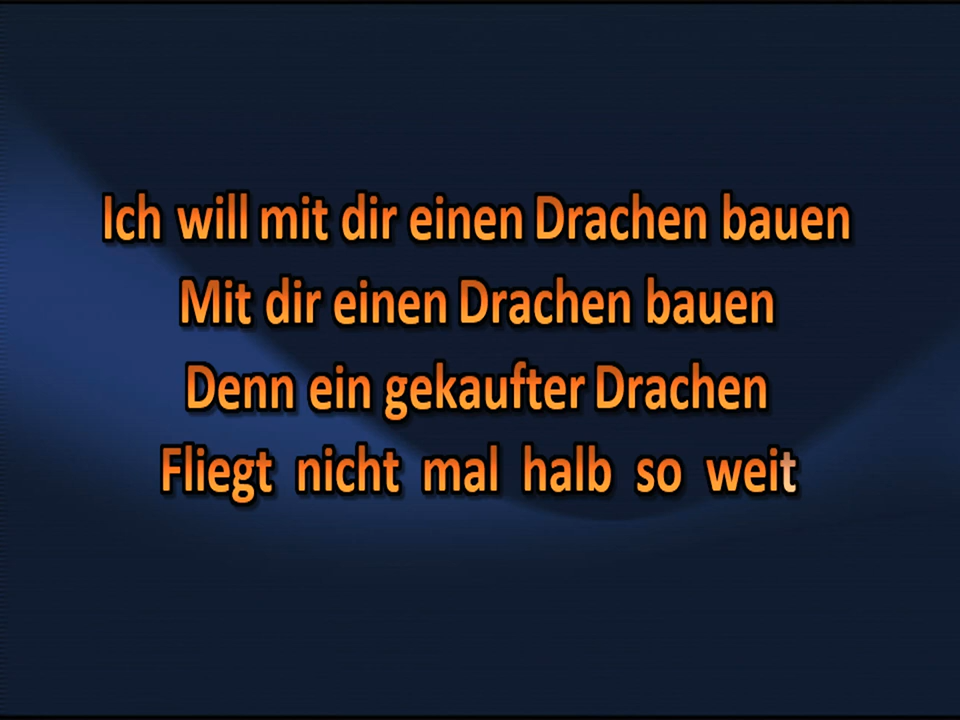 Ich will mit dir einen Drachen bauen
Mit dir einen Drachen bauen
Denn ein gekaufter Drachen
Fliegt nicht mal halb so weit